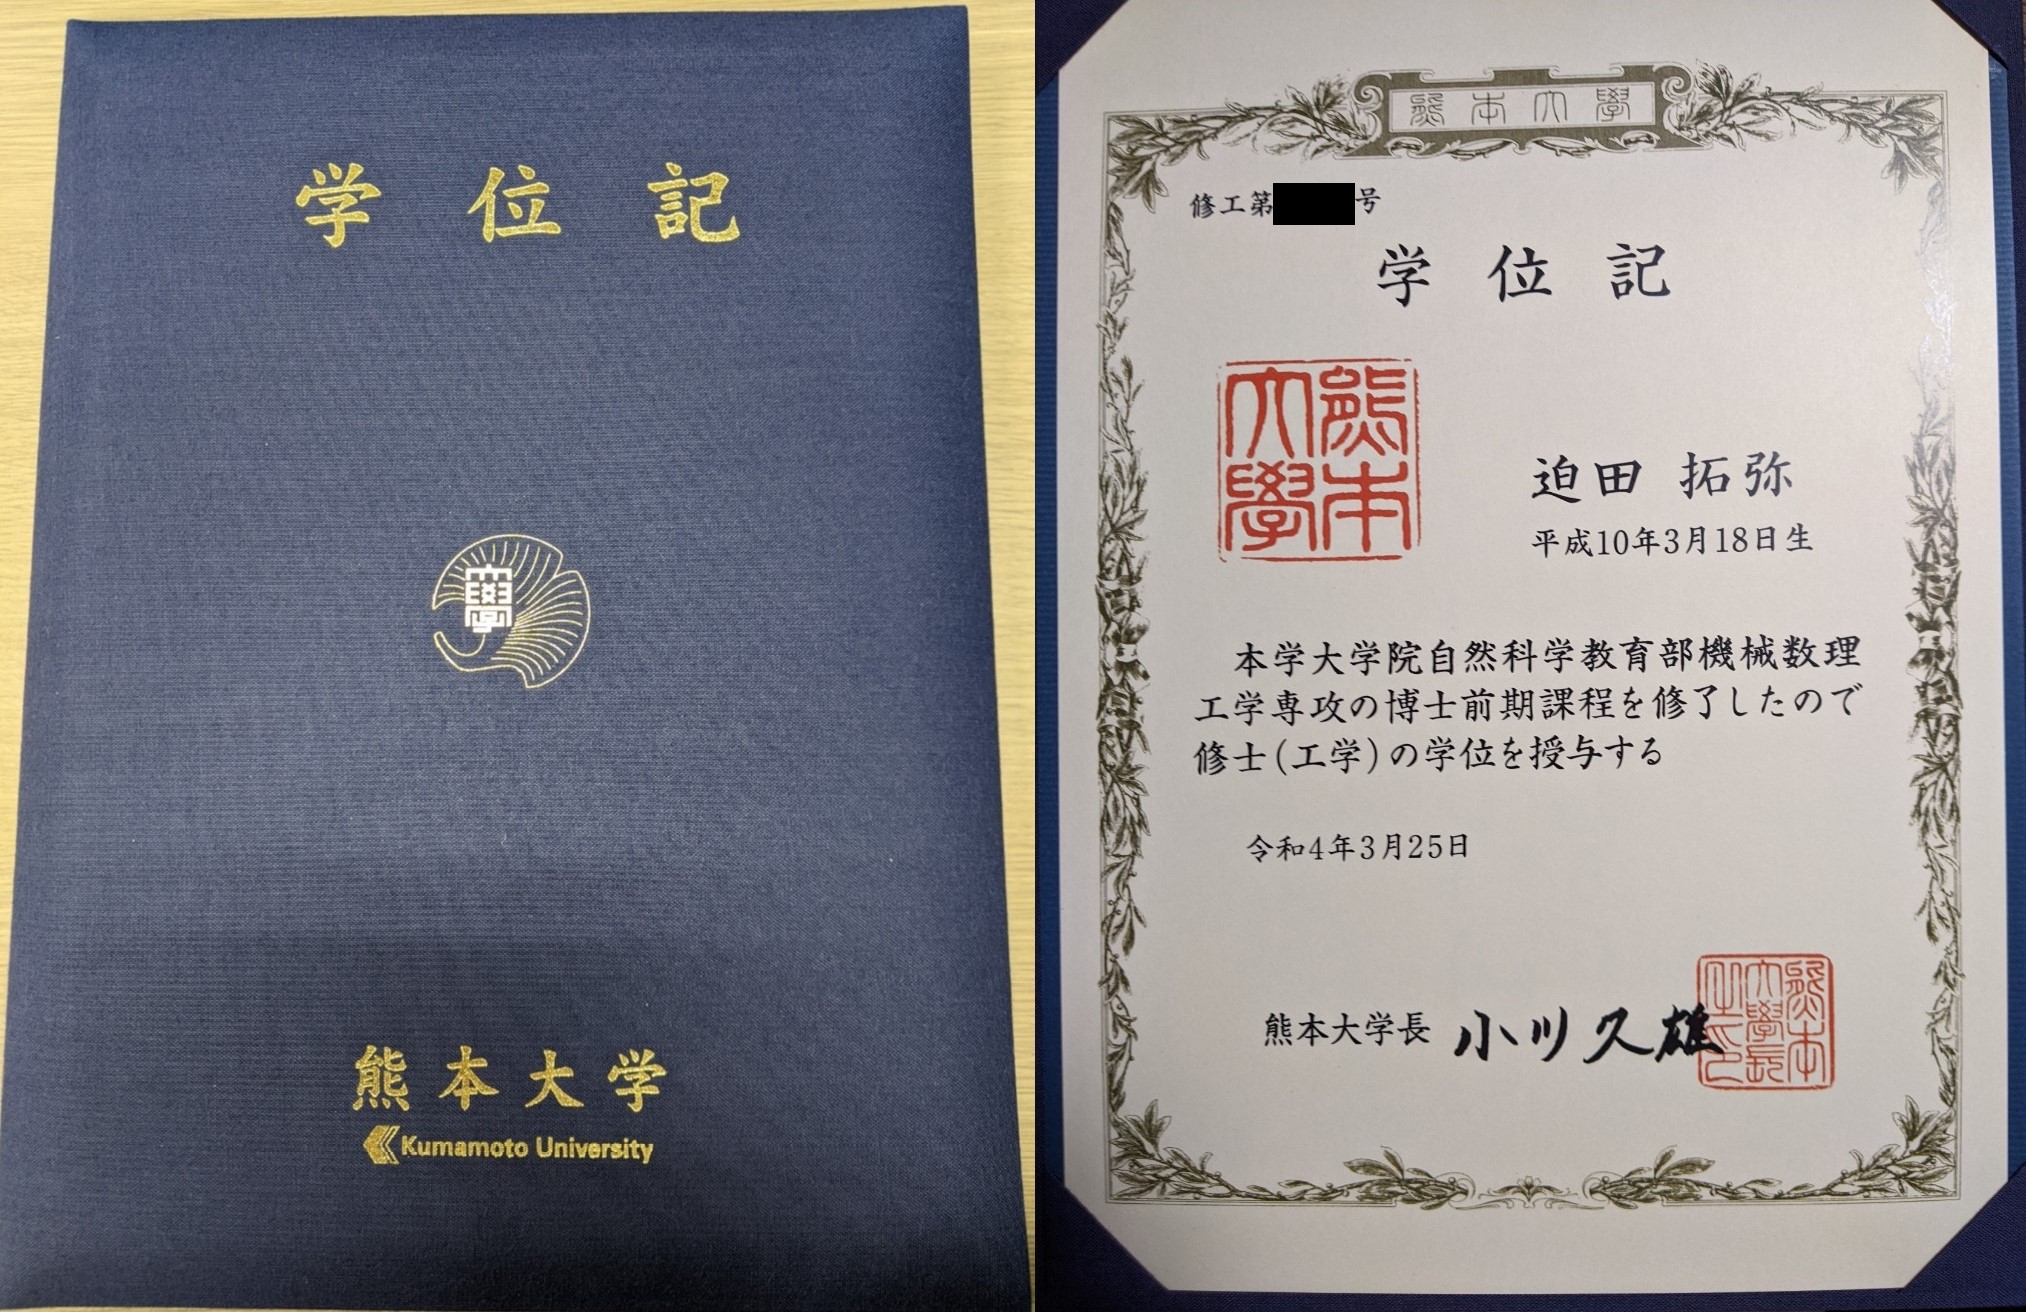 学位記
大學
熊本大学
Kumamoto University
熊本大學
修工第 号
学位記
熊本大學
迫田 拓弥
平成10年3月18日生
本学大学院自然科学教育部機械数理
工学専攻の博士前期課程を修了したので
修士(工学)の学位を授与する
令和4年3月25日
熊本大学長 小川久雄
熊本大學長之印